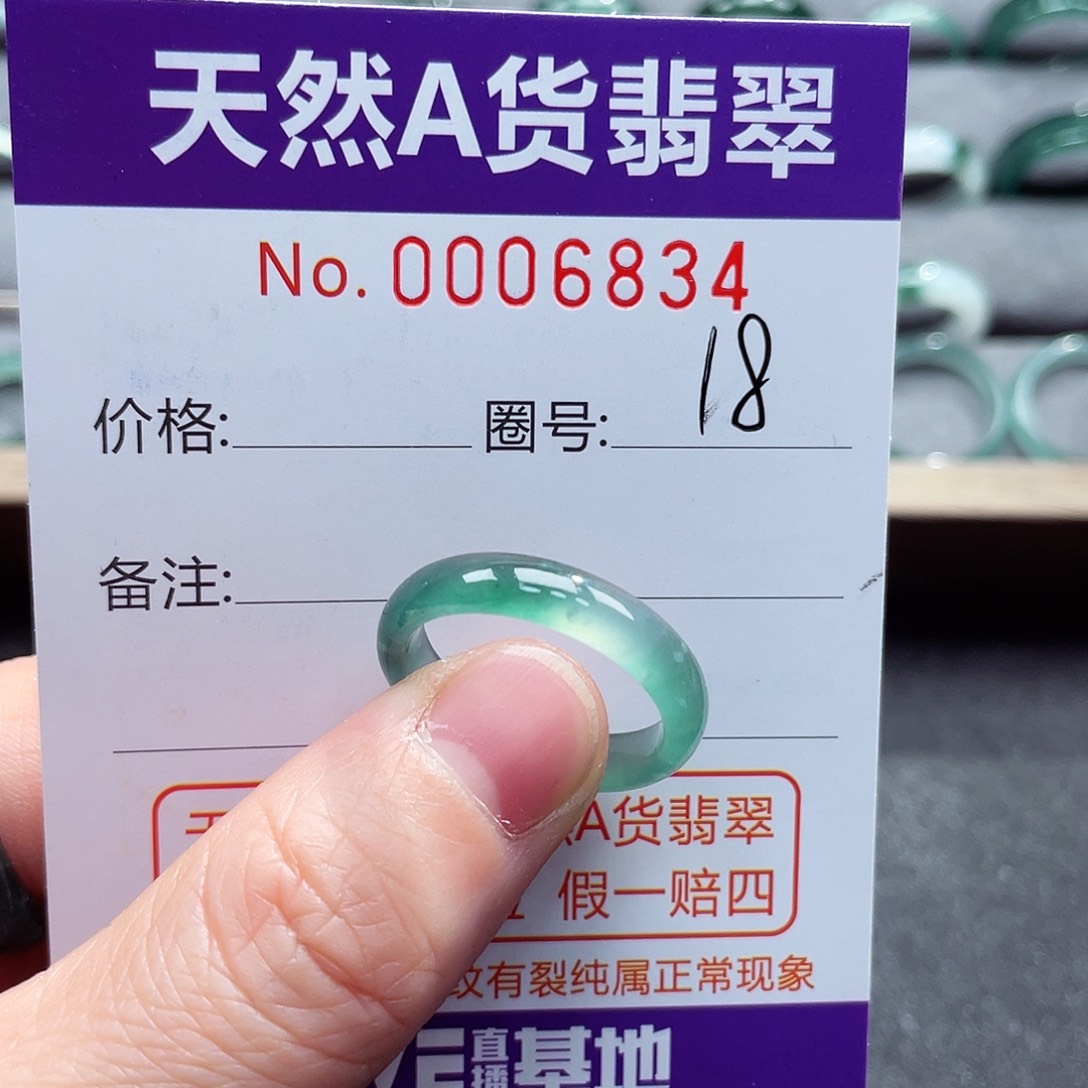 天然A货翡翠
No. 0006834
价格: 圈号: 18
备注:
A货翡翠
假一赔四
有裂纯属正常现象
直播基地